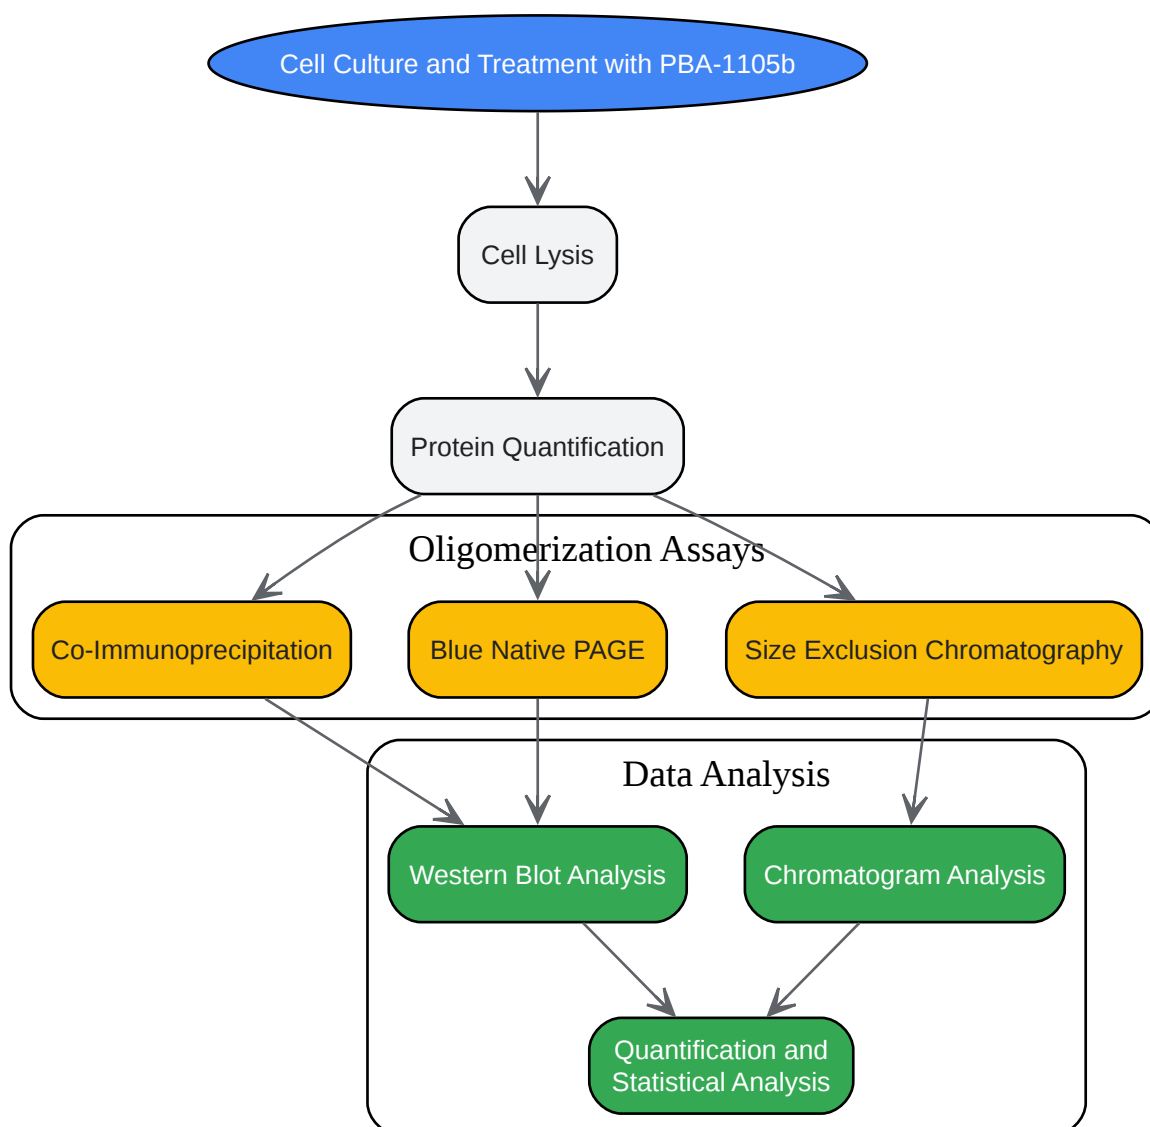 Cell Culture and Treatment with PBA-1105b
Cell Lysis
Protein Quantification
Oligomerization Assays
Co-Immunoprecipitation
Blue Native PAGE
Size Exclusion Chromatography
Data Analysis
Western Blot Analysis
Chromatogram Analysis
Quantification and
Statistical Analysis